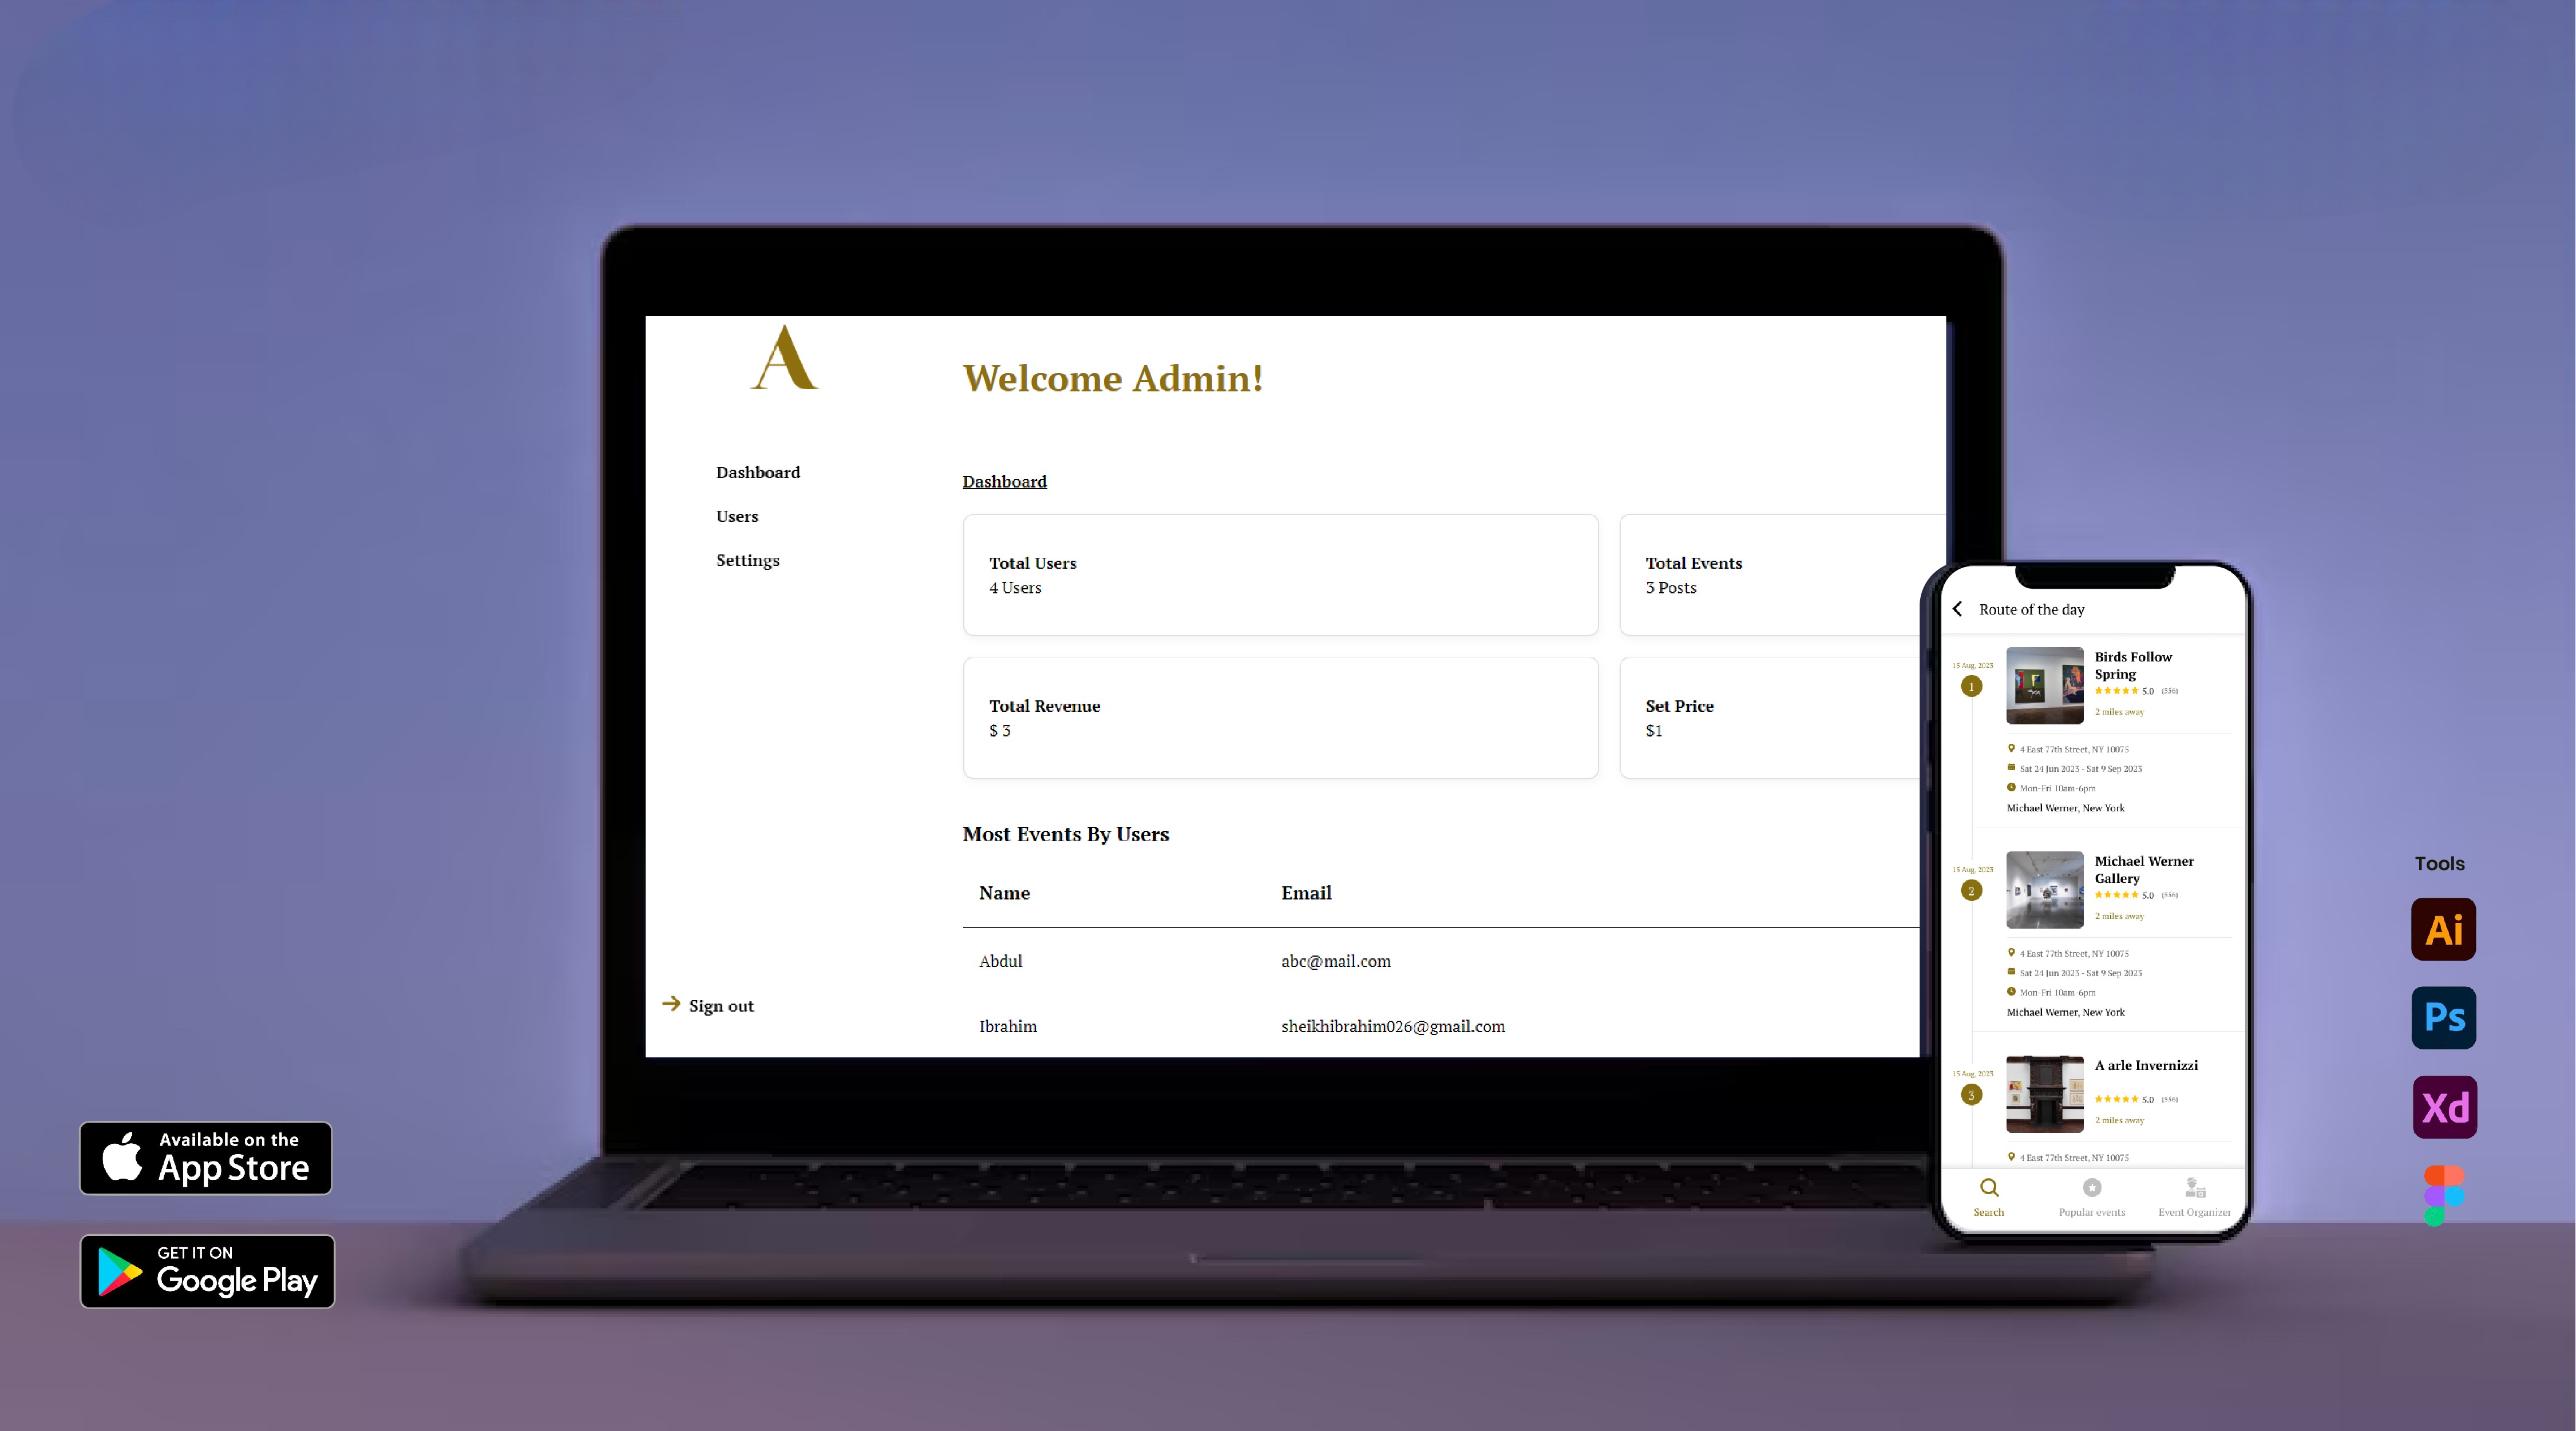 A
Welcome Admin!
Dashboard
Users
Settings
Sign out
Dashboard
Total Users
4 Users
Total Events
3 Posts
Total Revenue
$ 3
Set Price
$1
Most Events By Users
Name Email
Abdul abc@mail.com
Ibrahim sheikhibrahim026@gmail.com
Route of the day
15 Aug, 2023
1
Birds Follow
Spring
5.0 (556)
2 miles away
4 East 77th Street, NY 10075
Sat 24 Jun 2023 - Sat 9 Sep 2023
Mon-Fri 10am-6pm
Michael Werner, New York
15 Aug, 2023
2
Michael Werner
Gallery
5.0 (556)
2 miles away
4 East 77th Street, NY 10075
Sat 24 Jun 2023 - Sat 9 Sep 2023
Mon-Fri 10am-6pm
Michael Werner, New York
15 Aug, 2023
3
A arle Invernizzi
5.0 (556)
2 miles away
4 East 77th Street, NY 10075
Search
Popular events
Event Organizer
Available on the
App Store
GET IT ON
Google Play
Tools
Ai
Ps
Xd